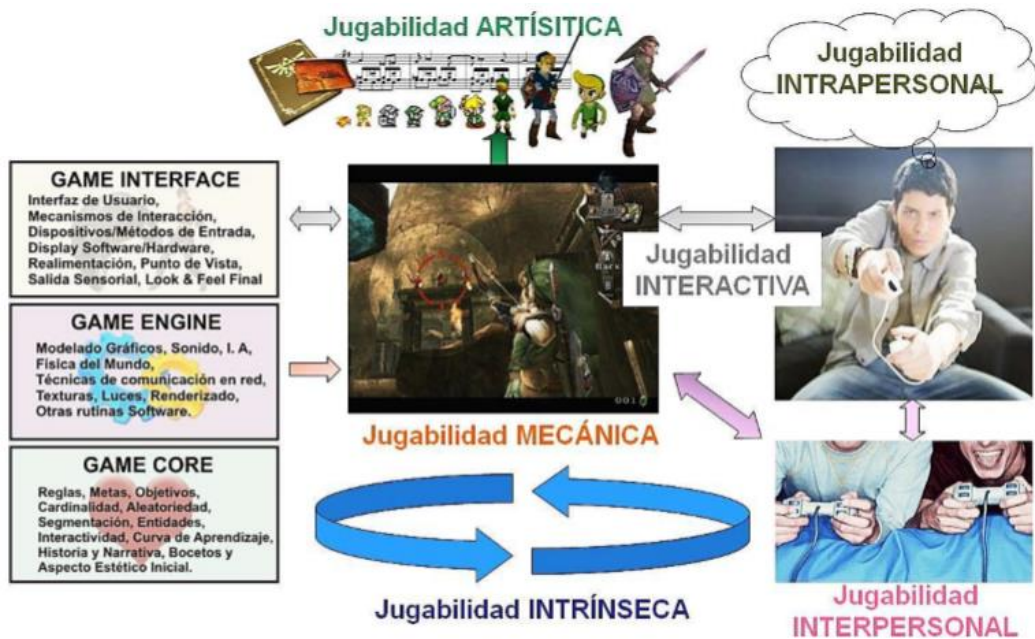 Jugabilidad ARTÍSITICA
Jugabilidad
INTRAPERSONAL
GAME INTERFACE
Interfaz de Usuario,
Mecanismos de Interacción,
Dispositivos/Métodos de Entrada,
Display Software/Hardware,
Realimentación, Punto de Vista,
Salida Sensorial, Look & Feel Final
Jugabilidad
INTERACTIVA
GAME ENGINE
Modelado Gráficos, Sonido, I. A,
Física del Mundo,
Técnicas de comunicación en red,
Texturas, Luces, Renderizado,
Otras rutinas Software.
001
Jugabilidad MECÁNICA
GAME CORE
Reglas, Metas, Objetivos,
Cardinalidad, Aleatoriedad,
Segmentación, Entidades,
Interactividad, Curva de Aprendizaje,
Historia y Narrativa, Bocetos y
Aspecto Estético Inicial.
Jugabilidad INTRÍNSECA
Jugabilidad
INTERPERSONAL